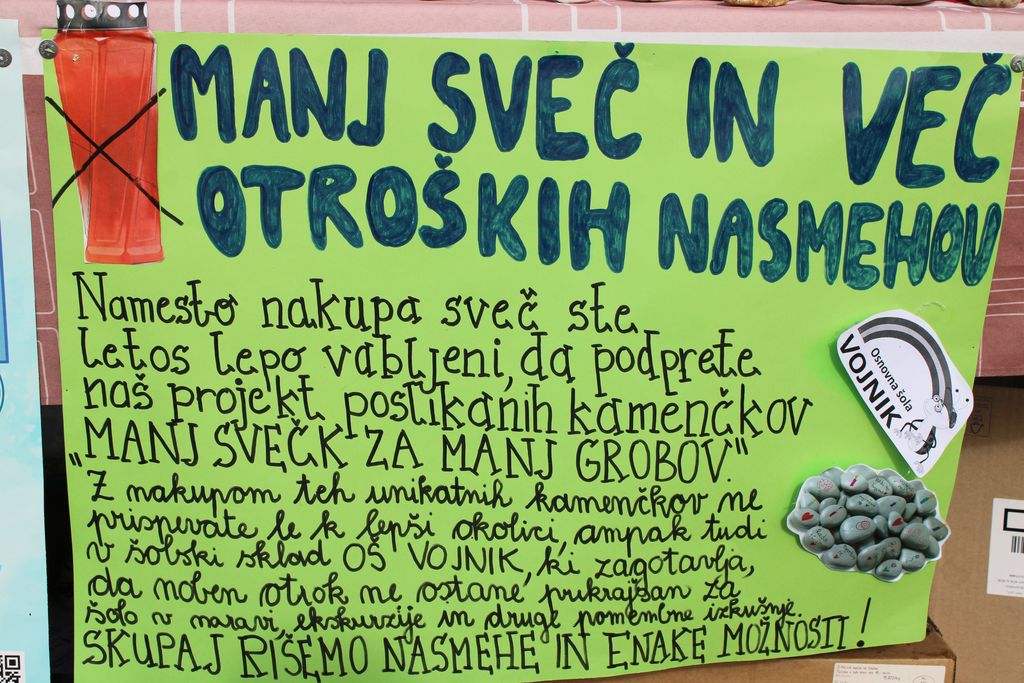 MANJ SVEČ IN VEČ
OTROŠKIH NASMEHOV
Namesto nakupa sveč ste
letos lepo vabljeni, da podprete
naš projekt poslikanih kamenčkov
„MANJ SVEČK ZA MANJ GROBOV."
Z nakupom teh unikatnih kamenčkov ne
prispevate le k lepši okolici, ampak tudi
v šolski sklad OŠ VOJNIK, ki zagotavlja,
da noben otrok ne ostane prikrajšan za
šolo v naravi, ekskurzije in druge pomembne izkušnje.
SKUPAJ RIŠEMO NASMEHE IN ENAKE MOŽNOSTI!
Osnovna šola
VOJNIK